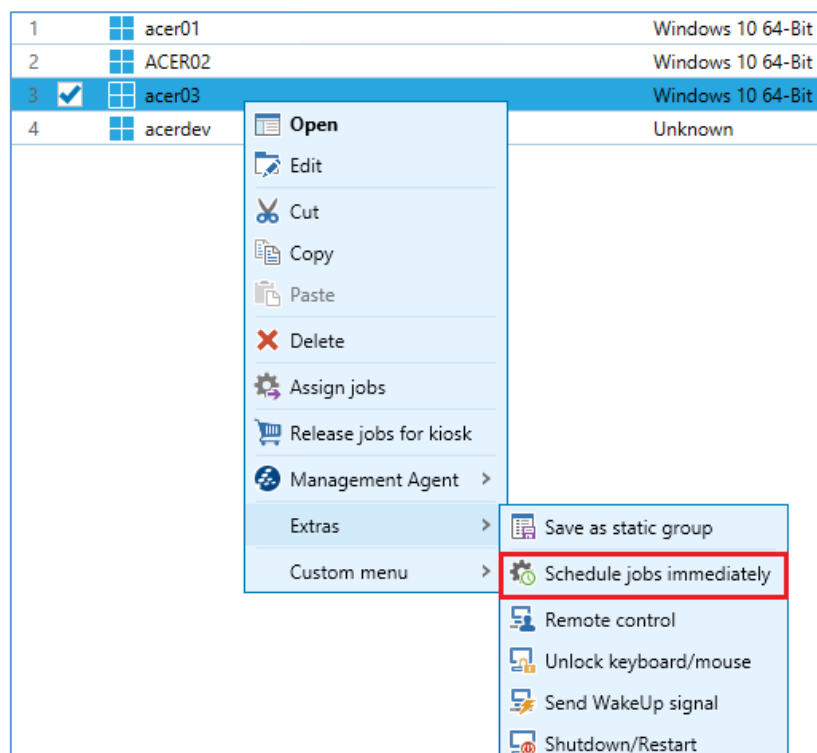 1 acer01 Windows 10 64-Bit
2 ACER02 Windows 10 64-Bit
3 acer03 Windows 10 64-Bit
4 acerdev Unknown
Open
Edit
Cut
Copy
Paste
Delete
Assign jobs
Release jobs for kiosk
Management Agent
Extras
Custom menu
Save as static group
Schedule jobs immediately
Remote control
Unlock keyboard/mouse
Send WakeUp signal
Shutdown/Restart